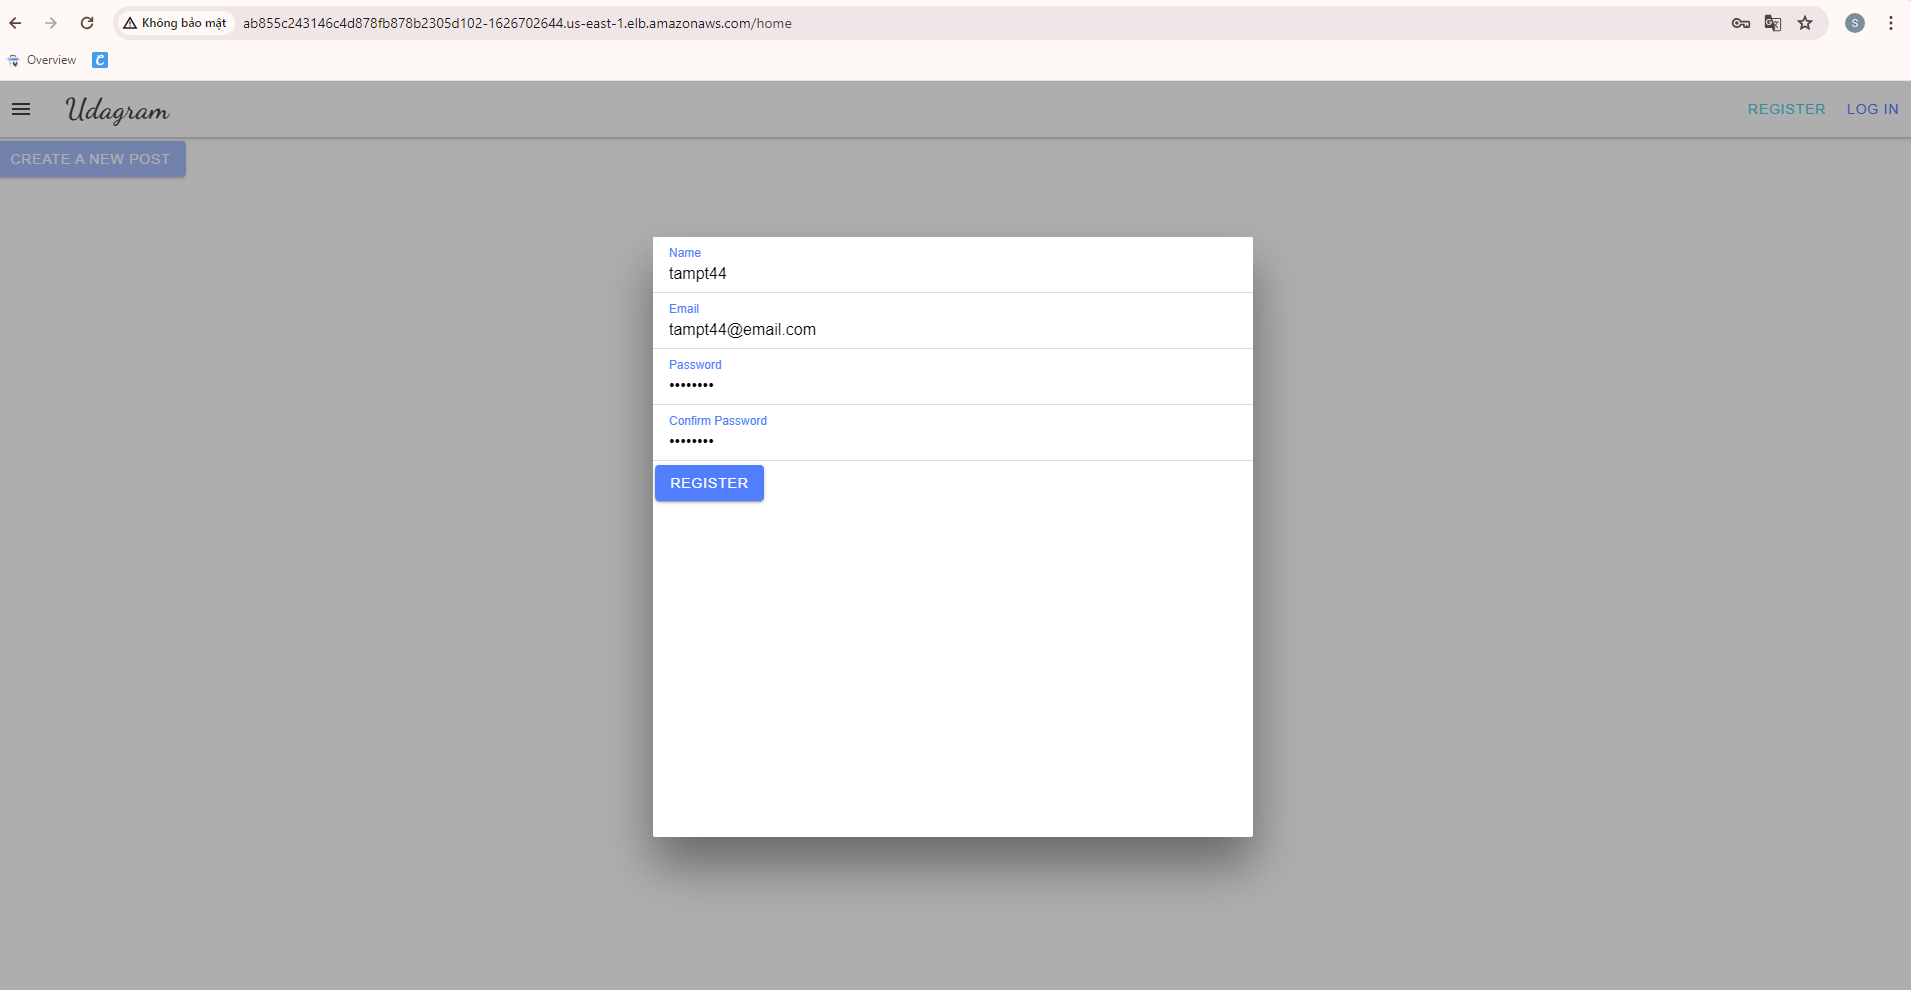 Không bảo mật
ab855c243146c4d878fb878b2305d102-1626702644.us-east-1.elb.amazonaws.com/home
S
Overview
C
Udagram
REGISTER
LOG IN
CREATE A NEW POST
Name
tampt44
Email
tampt44@email.com
Password
••••••••
Confirm Password
••••••••
REGISTER